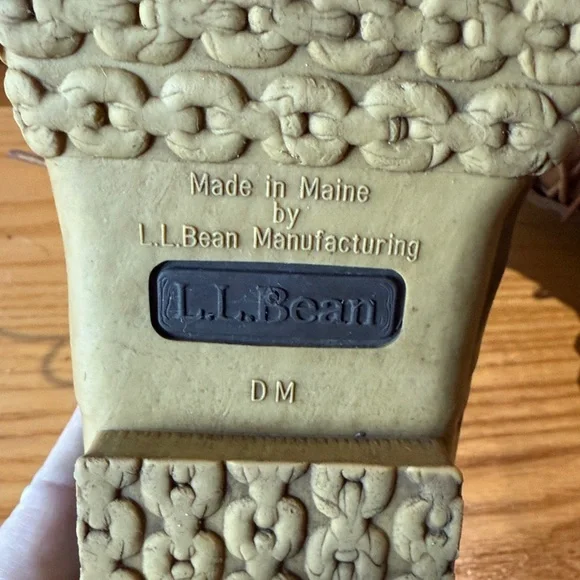 Made in Maine
by
L.L.Bean Manufacturing
L.L.Bean
DM